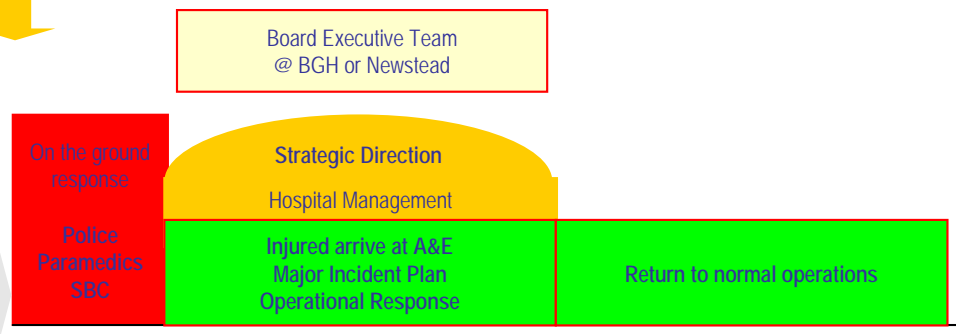 Board Executive Team
@ BGH or Newstead
On the ground
response
Police
Paramedics
SBC
Strategic Direction
Hospital Management
Injured arrive at A&E
Major Incident Plan
Operational Response
Return to normal operations